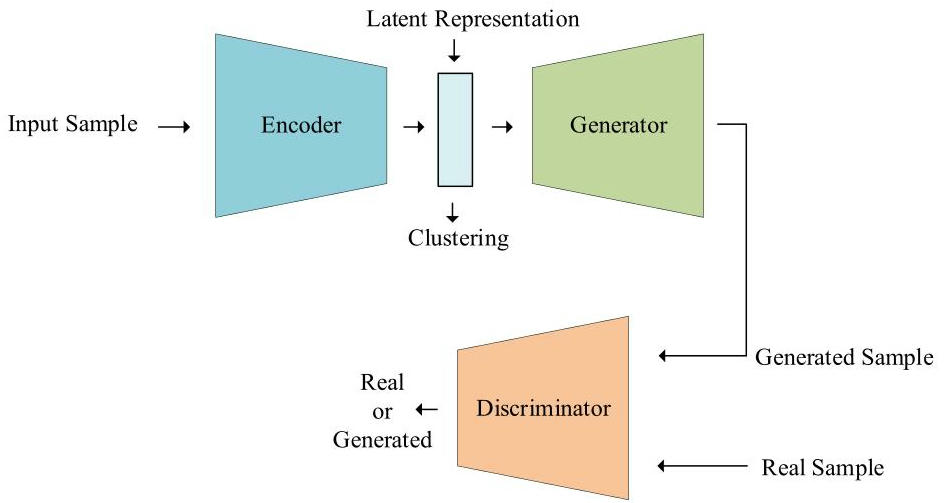 Latent Representation
Input Sample
Encoder
Generator
Clustering
Generated Sample
Real
or
Generated
Discriminator
Real Sample